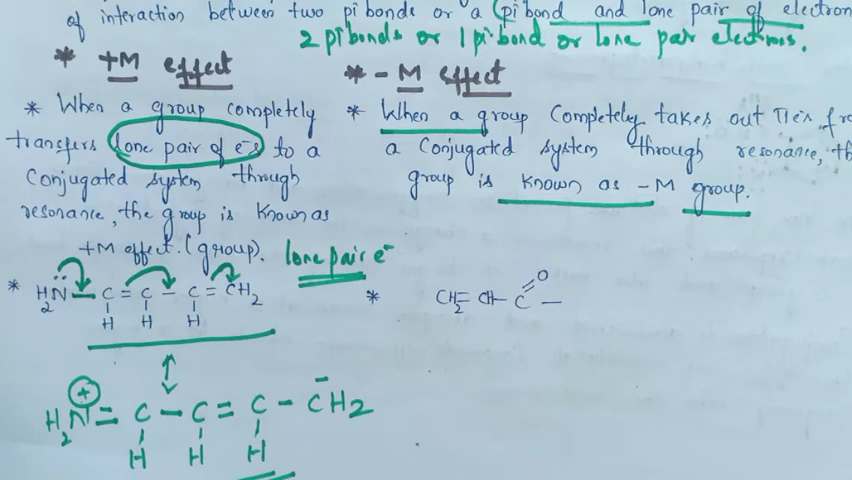 of interaction between two pi bonds or a (pi bond and lone pair of electron
2 pi bonds or 1 pi bond or lone pair electrons.
* +M effect
* When a group completely
transfers lone pair of e-s to a
Conjugated system through
resonance, the group is known as
+M effect. (group). lone pair e-
* H2N̈ - C = C - C = CH2
H H H
H2N⊕ = C - C = C - C̄H2
H H H
* - M effect
* When a group Completely takes out πe's fr
a Conjugated system through resonance, th
group is known as - M group.
* CH2 = CH - C -
O